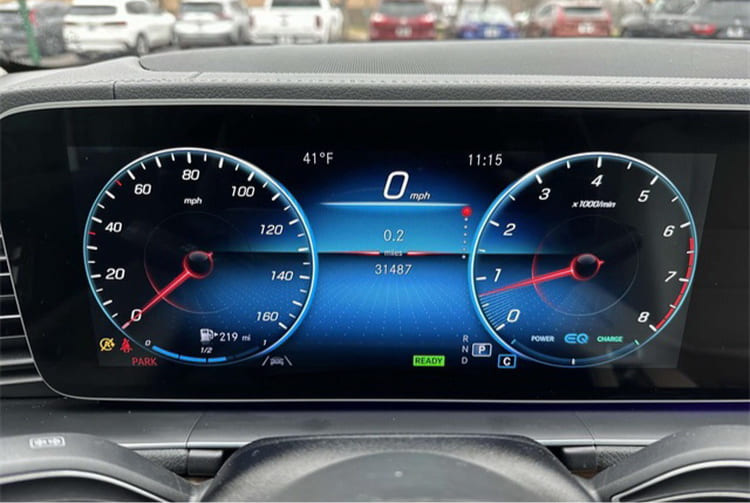 41°F
11:15
0 mph
0.2
miles
31487
mph
0
20
40
60
80
100
120
140
160
219 mi
0 1/2 1
PARK
x1000/min
0
1
2
3
4
5
6
7
8
POWER EQ CHARGE
READY
R
N
D
P
C